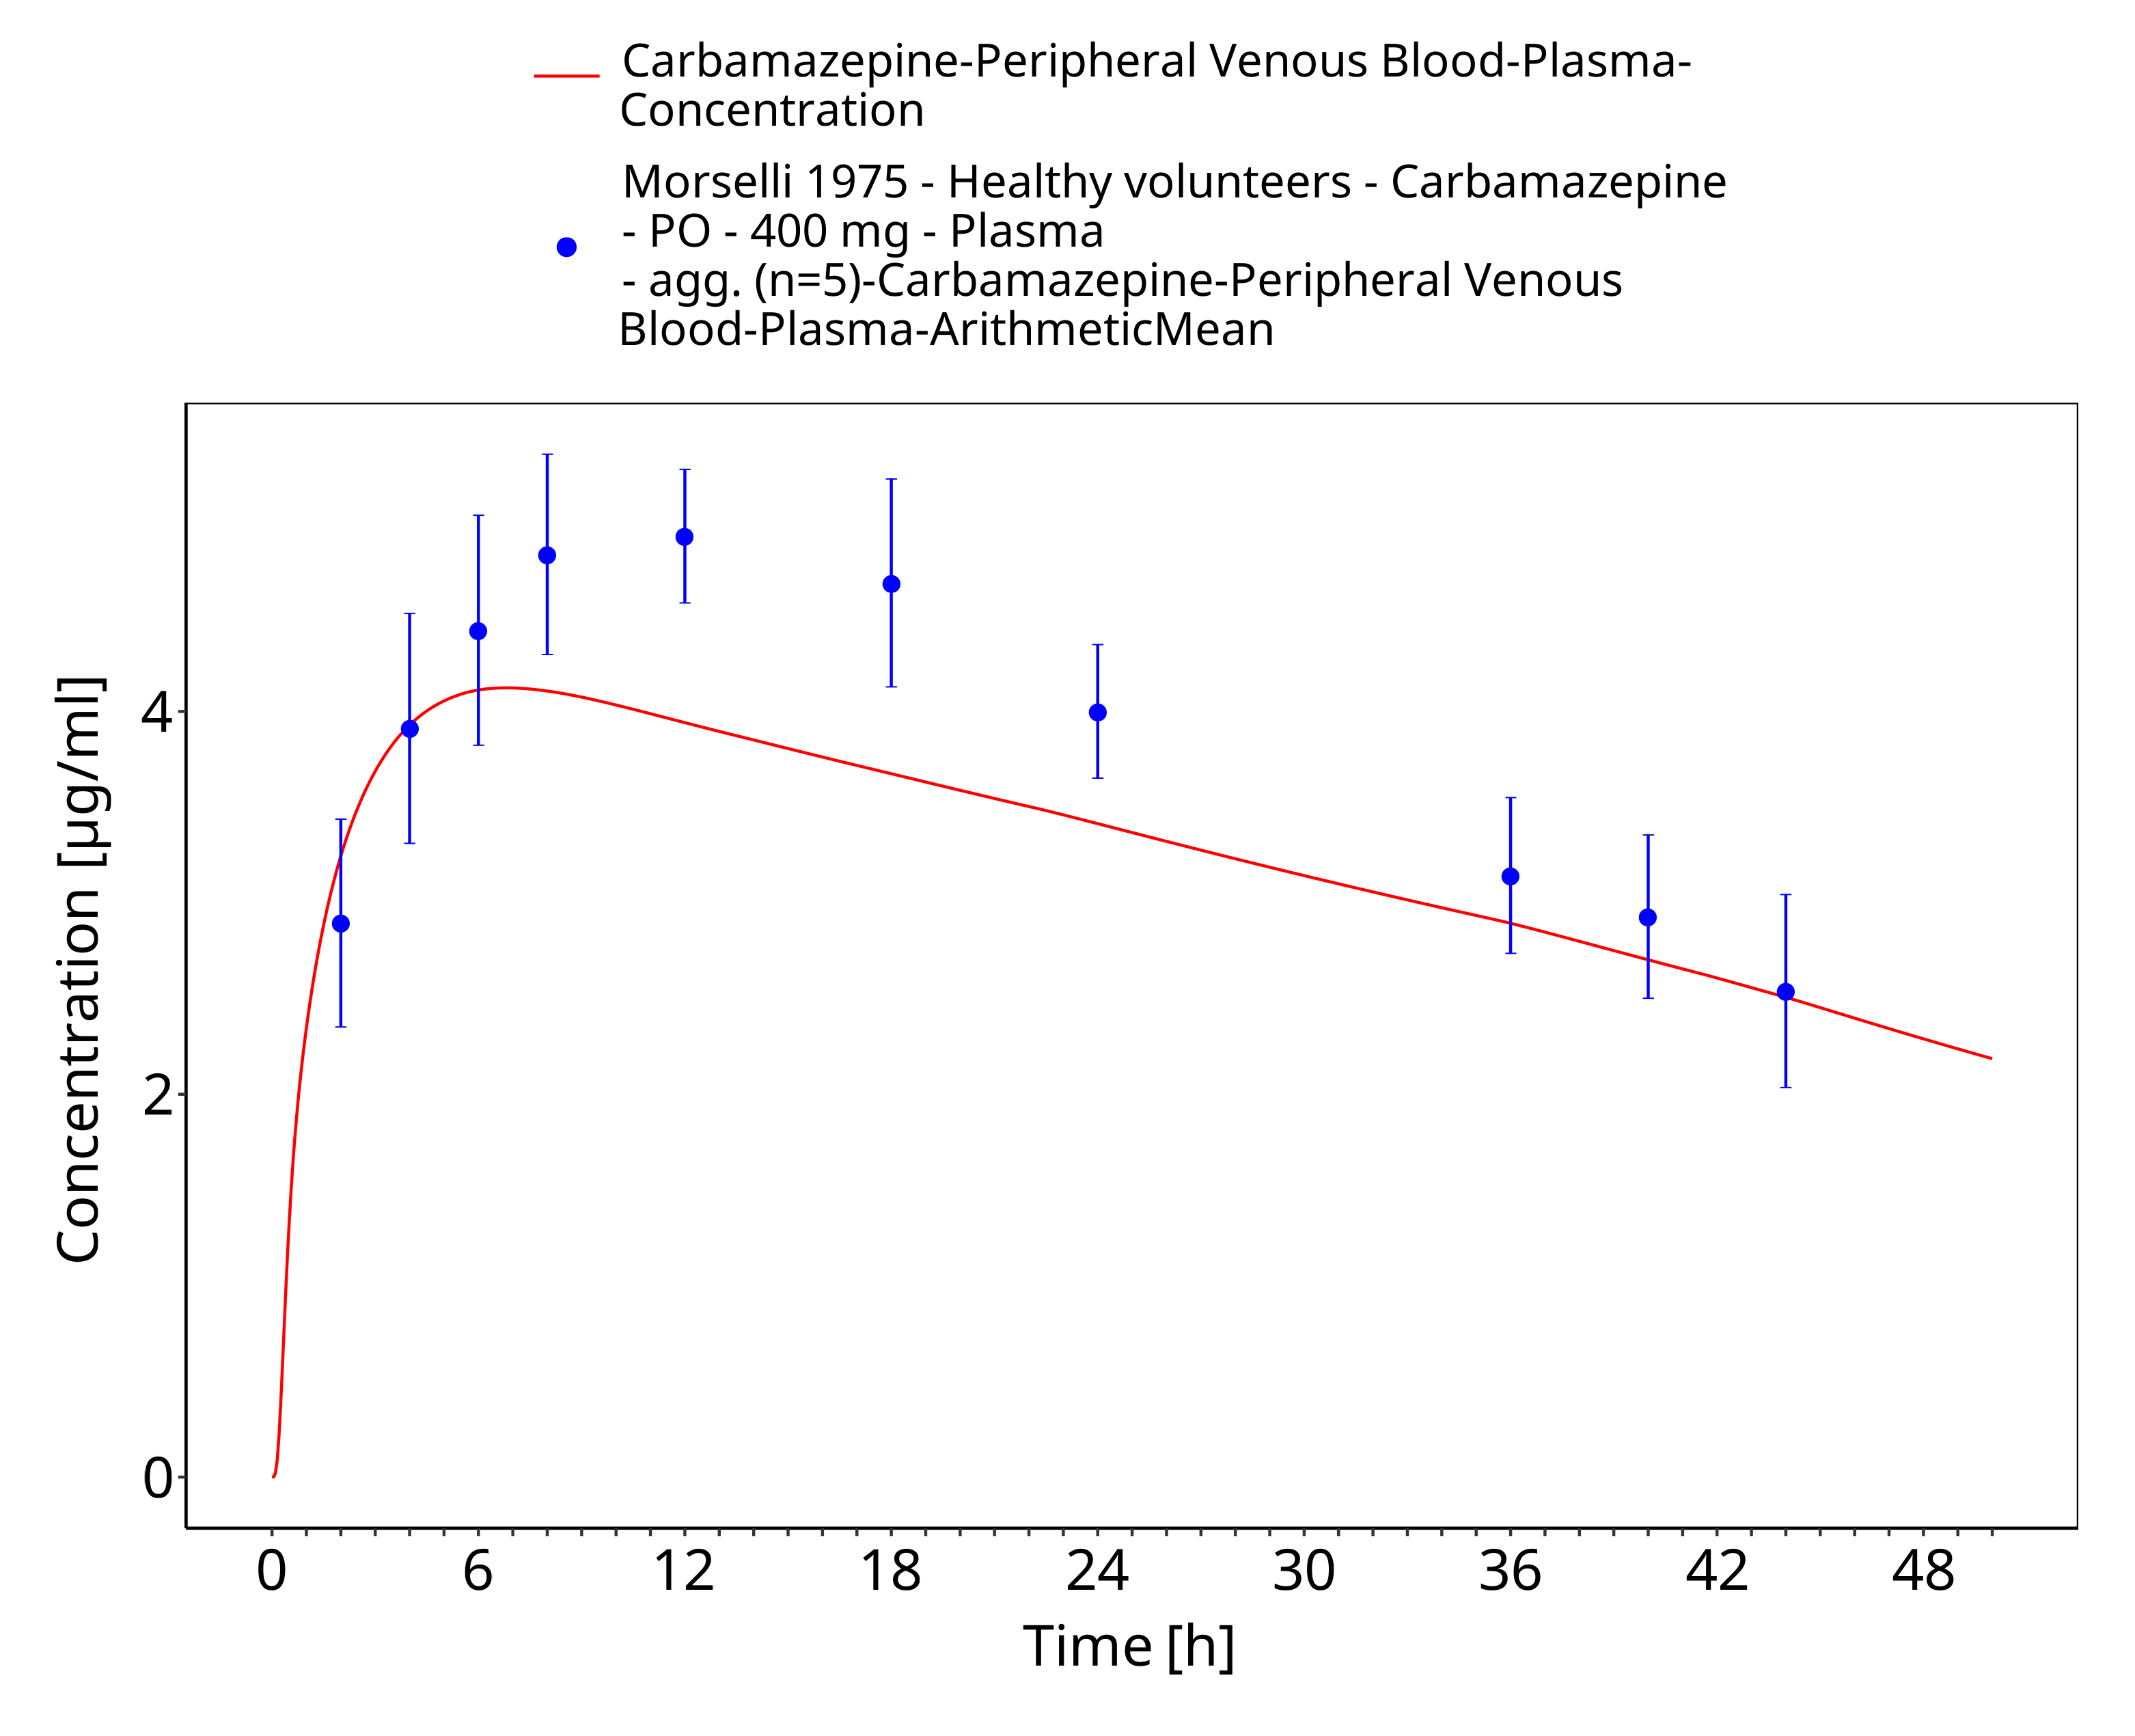 Carbamazepine-Peripheral Venous Blood-Plasma-
Concentration
Morselli 1975 - Healthy volunteers - Carbamazepine
- PO - 400 mg - Plasma
- agg. (n=5)-Carbamazepine-Peripheral Venous
Blood-Plasma-ArithmeticMean
Concentration [µg/ml]
4
2
0
0 6 12 18 24 30 36 42 48
Time [h]